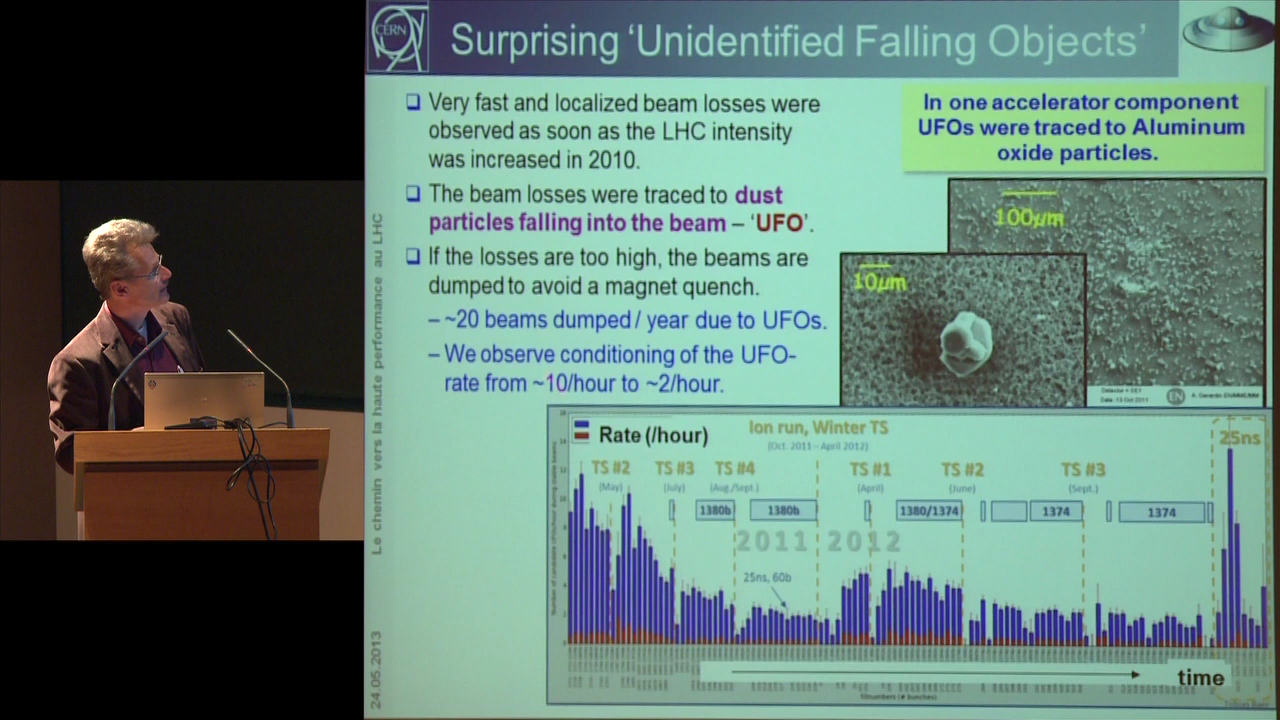 CERN
Surprising ‘Unidentified Falling Objects’
❑ Very fast and localized beam losses were
observed as soon as the LHC intensity
was increased in 2010.
❑ The beam losses were traced to dust
particles falling into the beam – ‘UFO’.
❑ If the losses are too high, the beams are
dumped to avoid a magnet quench.
– ~20 beams dumped / year due to UFOs.
– We observe conditioning of the UFO-
rate from ~10/hour to ~2/hour.
In one accelerator component
UFOs were traced to Aluminum
oxide particles.
100µm
10µm
EN
Le chemin vers la haute performance au LHC
24.05.2013
Rate (/hour)
Ion run, Winter TS
(Oct. 2011 – April 2012)
25ns
TS #2
TS #3
TS #4
TS #1
TS #2
TS #3
(May)
(July)
(Aug./Sept.)
(April)
(June)
(Sept.)
1380b
1380b
1380/1374
1374
1374
2011
2012
25ns, 60b
time